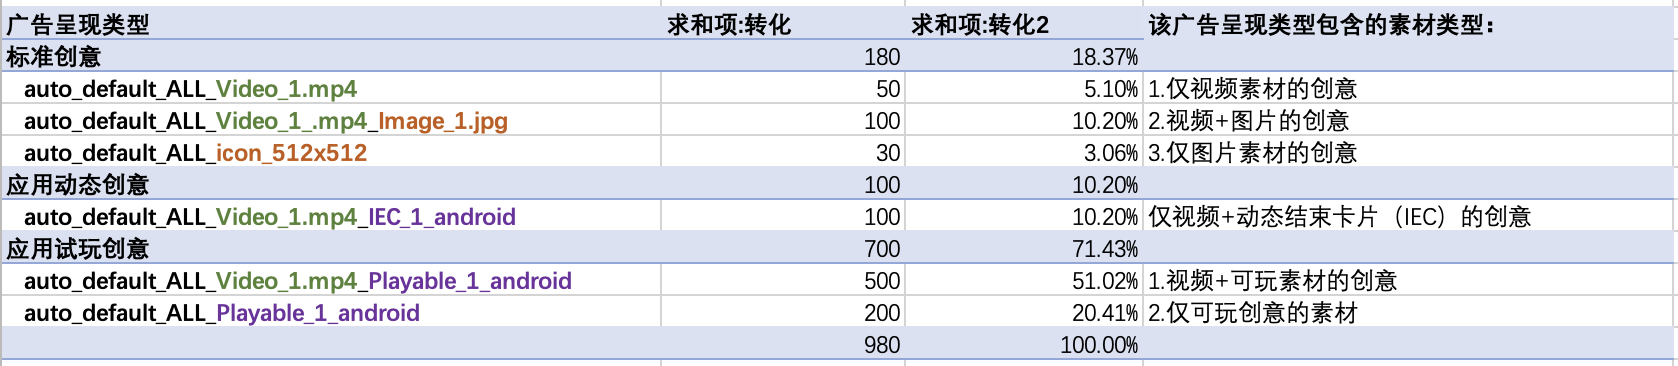 广告呈现类型 求和项:转化 求和项:转化2 该广告呈现类型包含的素材类型：
标准创意 180 18.37%
auto_default_ALL_Video_1.mp4 50 5.10% 1.仅视频素材的创意
auto_default_ALL_Video_1_.mp4_Image_1.jpg 100 10.20% 2.视频+图片的创意
auto_default_ALL_icon_512x512 30 3.06% 3.仅图片素材的创意
应用动态创意 100 10.20%
auto_default_ALL_Video_1.mp4_IEC_1_android 100 10.20% 仅视频+动态结束卡片（IEC）的创意
应用试玩创意 700 71.43%
auto_default_ALL_Video_1.mp4_Playable_1_android 500 51.02% 1.视频+可玩素材的创意
auto_default_ALL_Playable_1_android 200 20.41% 2.仅可玩创意的素材
980 100.00%